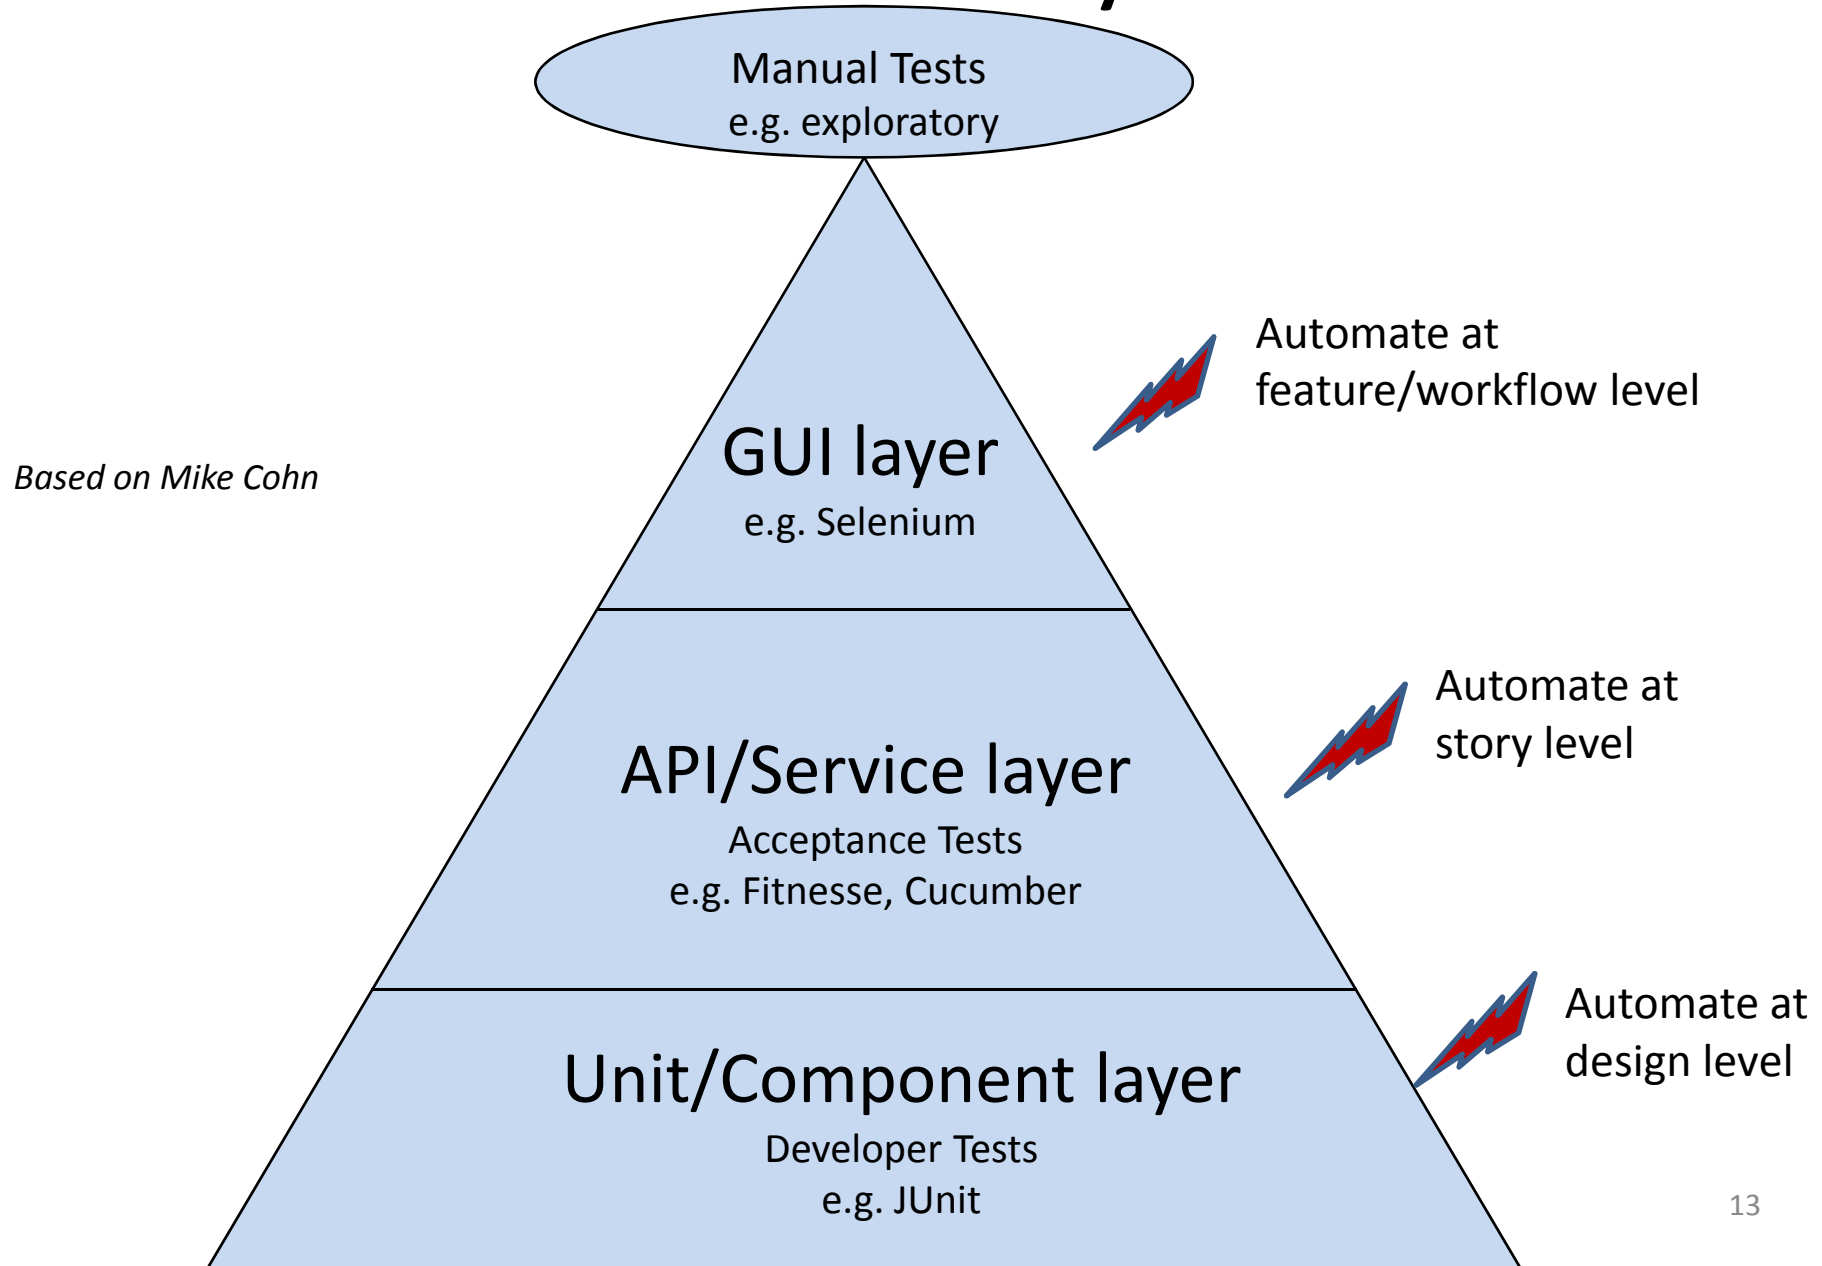 Manual Tests
e.g. exploratory
Automate at
feature/workflow level
GUI layer
e.g. Selenium
Based on Mike Cohn
Automate at
story level
API/Service layer
Acceptance Tests
e.g. Fitnesse, Cucumber
Automate at
design level
Unit/Component layer
Developer Tests
e.g. JUnit
13